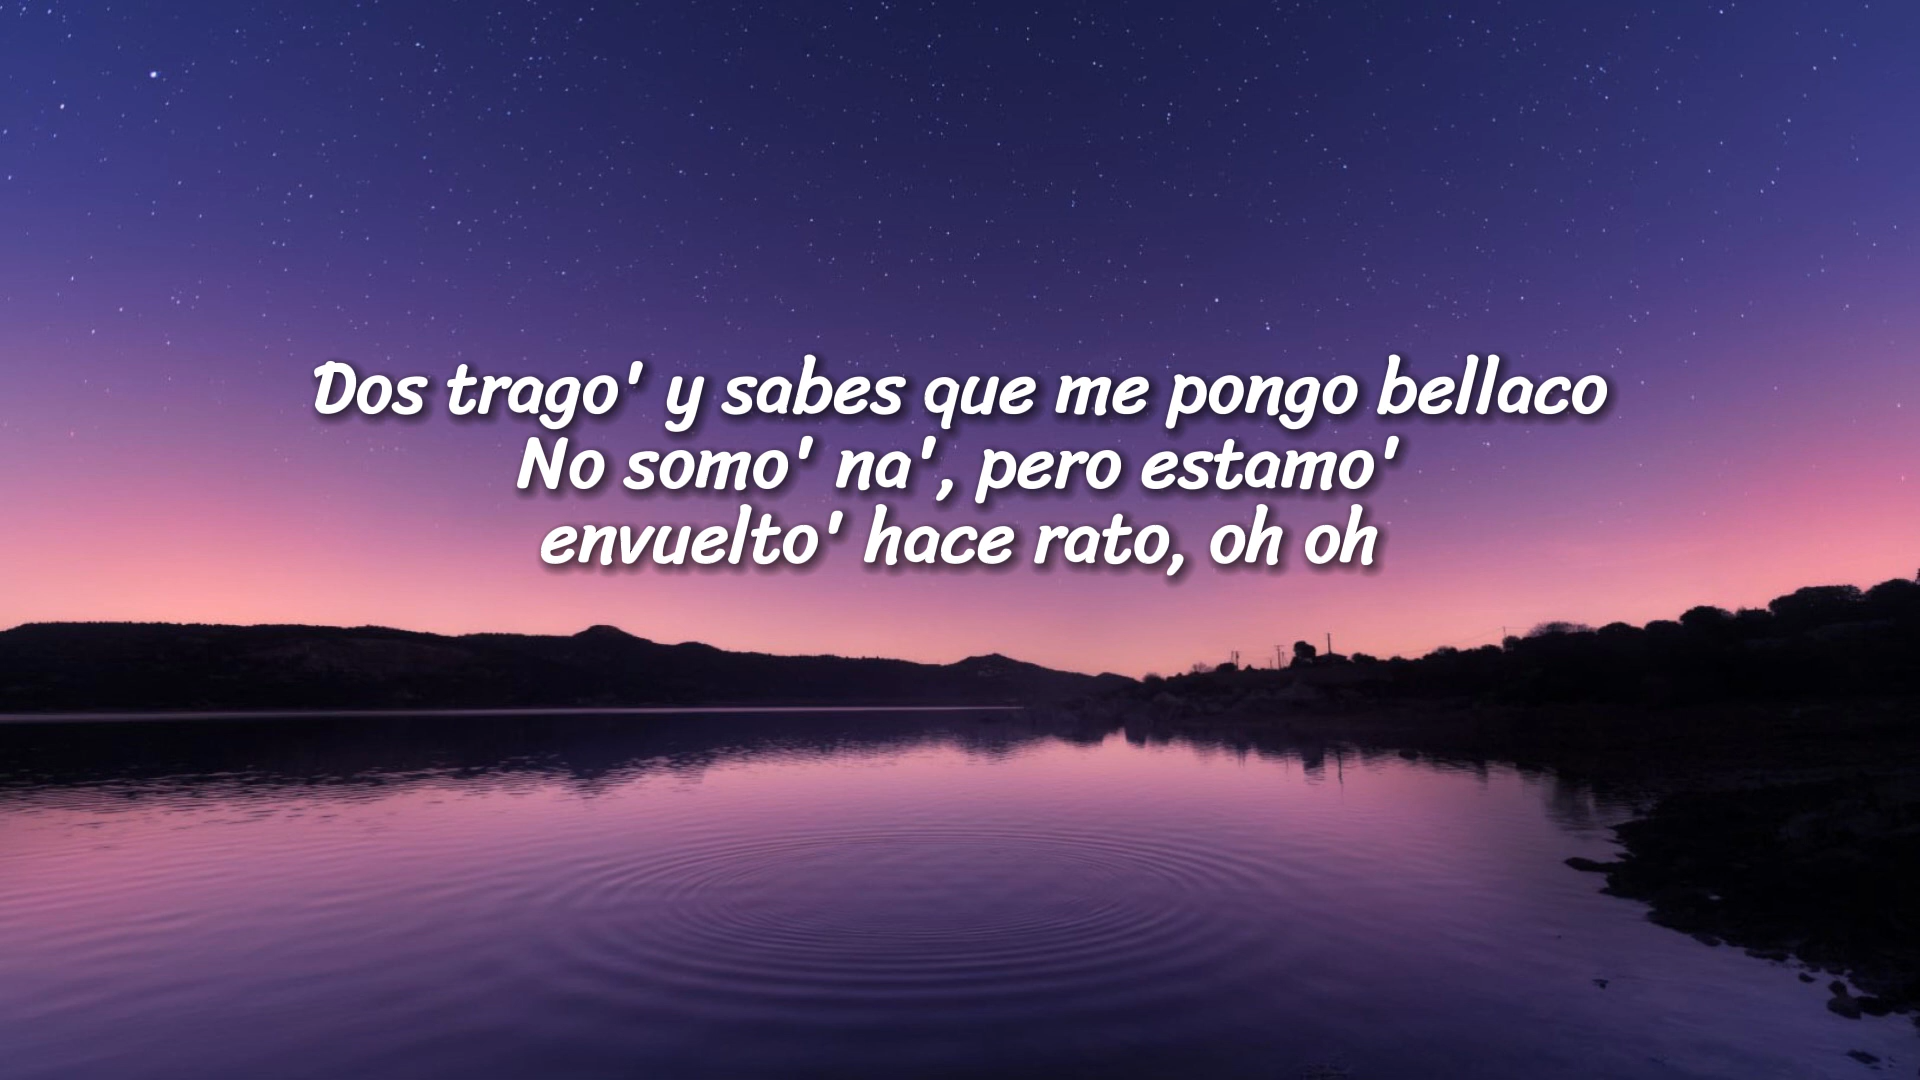 Dos trago' y sabes que me pongo bellaco
No somo' na', pero estamo'
envuelto' hace rato, oh oh